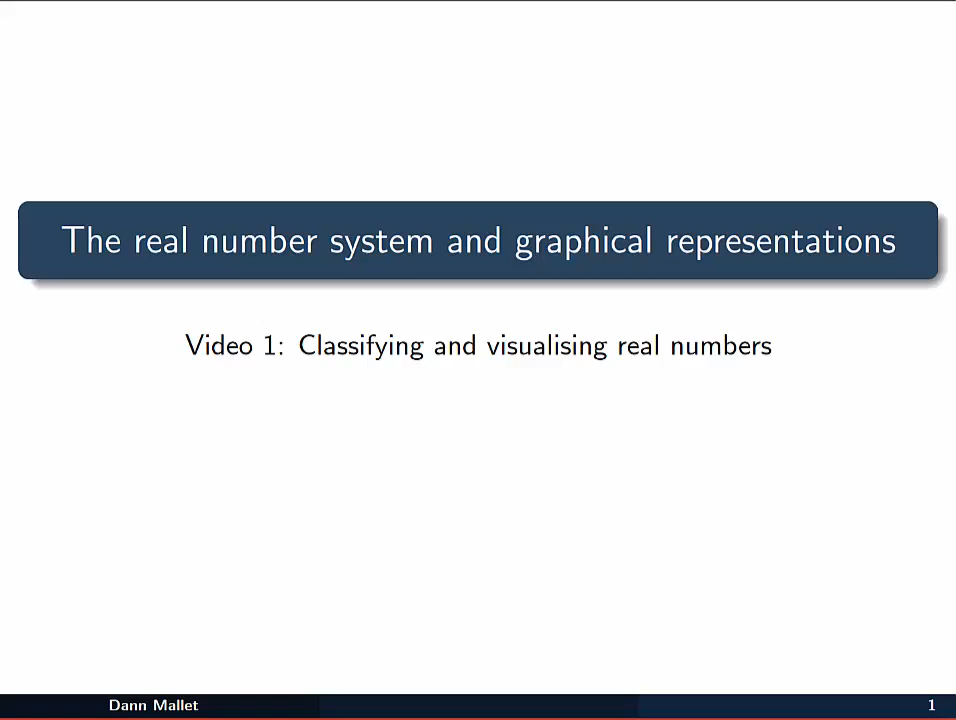 The real number system and graphical representations
Video 1: Classifying and visualising real numbers
Dann Mallet
1